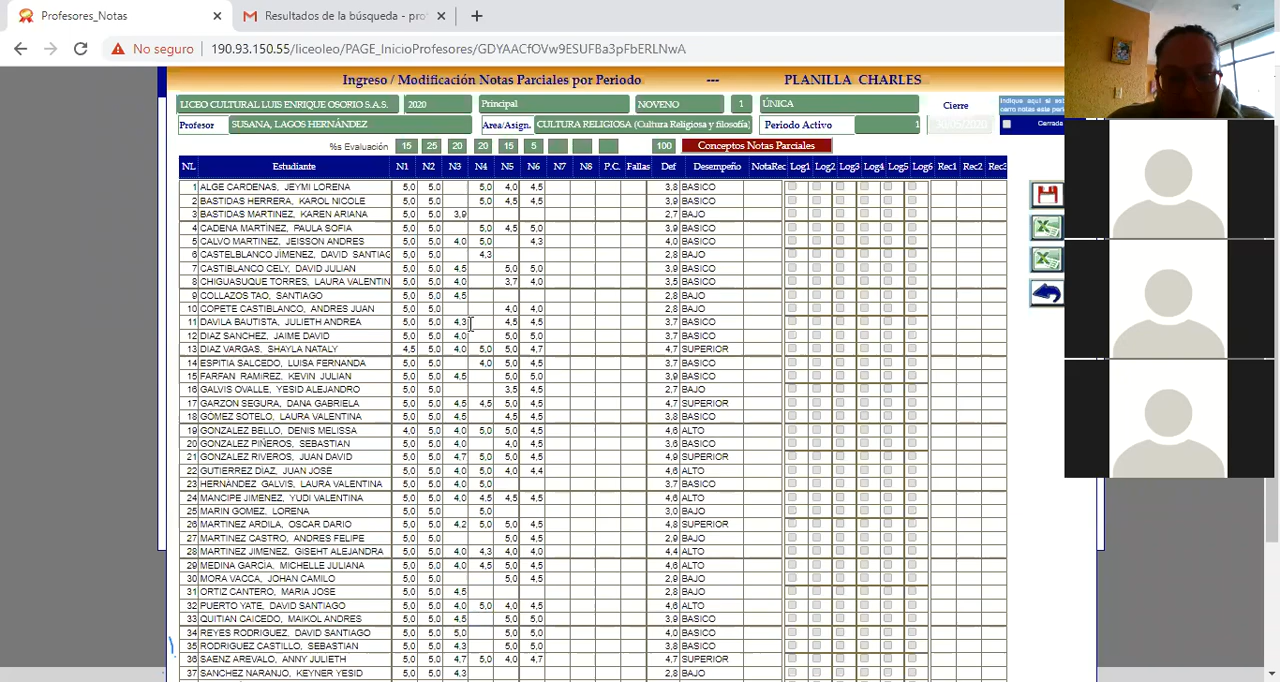 Profesores_Notas
Resultados de la búsqueda - pro
No seguro 190.93.150.55/liceoleo/PAGE_InicioProfesores/GDYAACfOVw9ESUFBa3pFbERLNwA
Ingreso / Modificación Notas Parciales por Periodo --- PLANILLA CHARLES
LICEO CULTURAL LUIS ENRIQUE OSORIO S.A.S. 2020 Principal NOVENO 1 ÚNICA Cierre
Profesor SUSANA, LAGOS HERNÁNDEZ Area/Asign. CULTURA RELIGIOSA (Cultura Religiosa y filosofía) Periodo Activo 1 Cerrada
%s Evaluación 15 25 20 20 15 5 100 Conceptos Notas Parciales
NL Estudiante N1 N2 N3 N4 N5 N6 N7 N8 P.C. Fallas Def Desempeño NotaRec Log1 Log2 Log3 Log4 Log5 Log6 Rec1 Rec2 Rec3
1 ALGE CARDENAS, JEYMI LORENA 5,0 5,0 5,0 4,0 4,5 3,8 BASICO
2 BASTIDAS HERRERA, KAROL NICOLE 5,0 5,0 5,0 4,5 4,5 3,9 BASICO
3 BASTIDAS MARTINEZ, KAREN ARIANA 5,0 5,0 3,9 2,7 BAJO
4 CADENA MARTÍNEZ, PAULA SOFIA 5,0 5,0 5,0 4,5 5,0 3,9 BASICO
5 CALVO MARTINEZ, JEISSON ANDRES 5,0 5,0 4,0 5,0 4,3 4,0 BASICO
6 CASTELBLANCO JIMENEZ, DAVID SANTIAG 5,0 5,0 4,3 2,8 BAJO
7 CASTIBLANCO CELY, DAVID JULIAN 5,0 5,0 4,5 5,0 5,0 3,9 BASICO
8 CHIGUASUQUE TORRES, LAURA VALENTIN 5,0 5,0 4,0 3,7 4,0 3,5 BASICO
9 COLLAZOS TAO, SANTIAGO 5,0 5,0 4,5 2,8 BAJO
10 COPETE CASTIBLANCO, ANDRES JUAN 5,0 5,0 4,0 4,0 2,8 BAJO
11 DAVILA BAUTISTA, JULIETH ANDREA 5,0 5,0 4,3 4,5 4,5 3,7 BASICO
12 DIAZ SANCHEZ, JAIME DAVID 5,0 5,0 4,0 5,0 5,0 3,8 BASICO
13 DIAZ VARGAS, SHAYLA NATALY 4,5 5,0 4,0 5,0 5,0 4,7 4,7 SUPERIOR
14 ESPITIA SALCEDO, LUISA FERNANDA 5,0 5,0 4,0 5,0 4,5 3,7 BASICO
15 FARFAN RAMIREZ, KEVIN JULIAN 5,0 5,0 4,5 5,0 5,0 3,9 BASICO
16 GALVIS OVALLE, YESID ALEJANDRO 5,0 5,0 3,5 4,5 2,7 BAJO
17 GARZON SEGURA, DANA GABRIELA 5,0 5,0 4,5 4,5 5,0 4,5 4,7 SUPERIOR
18 GOMEZ SOTELO, LAURA VALENTINA 5,0 5,0 4,5 5,0 4,5 3,8 BASICO
19 GONZALEZ BELLO, DENIS MELISSA 4,0 5,0 4,0 5,0 5,0 4,5 4,6 ALTO
20 GONZALEZ PIÑEROS, SEBASTIAN 5,0 5,0 4,0 4,0 4,5 3,6 BASICO
21 GONZALEZ RIVEROS, JUAN DAVID 5,0 5,0 4,7 5,0 5,0 4,5 4,9 SUPERIOR
22 GUTIERREZ DÍAZ, JUAN JOSE 5,0 5,0 4,0 5,0 4,0 4,4 4,6 ALTO
23 HERNÁNDEZ GALVIS, LAURA VALENTINA 5,0 5,0 4,0 5,0 3,7 BASICO
24 MANCIPE JIMENEZ, YUDI VALENTINA 5,0 5,0 4,0 4,5 4,5 4,5 4,6 ALTO
25 MARIN GOMEZ, LORENA 5,0 5,0 5,0 3,0 BAJO
26 MARTINEZ ARDILA, OSCAR DARIO 5,0 5,0 4,2 5,0 5,0 4,5 4,8 SUPERIOR
27 MARTINEZ CASTRO, ANDRES FELIPE 5,0 5,0 5,0 4,5 2,9 BAJO
28 MARTINEZ JIMENEZ, GISEHT ALEJANDRA 5,0 5,0 4,0 4,3 4,0 4,0 4,4 ALTO
29 MEDINA GARCIA, MICHELLE JULIANA 5,0 5,0 4,0 4,5 5,0 4,5 4,6 ALTO
30 MORA VACCA, JOHAN CAMILO 5,0 5,0 5,0 4,5 2,9 BAJO
31 ORTIZ CANTERO, MARIA JOSE 5,0 5,0 4,5 2,8 BAJO
32 PUERTO YATE, DAVID SANTIAGO 5,0 5,0 4,0 5,0 4,0 4,5 4,6 ALTO
33 QUITIAN CAICEDO, MAIKOL ANDRES 5,0 5,0 4,5 5,0 4,5 3,9 BASICO
34 REYES RODRIGUEZ, DAVID SANTIAGO 5,0 5,0 5,0 5,0 5,0 4,0 BASICO
35 RODRIGUEZ CASTILLO, SEBASTIAN 5,0 5,0 4,3 5,0 5,0 3,8 BASICO
36 SAENZ AREVALO, ANNY JULIETH 5,0 5,0 4,7 5,0 4,0 4,7 4,7 SUPERIOR
37 SANCHEZ NARANJO, KEYNER YESID 5,0 5,0 4,3 2,8 BAJO